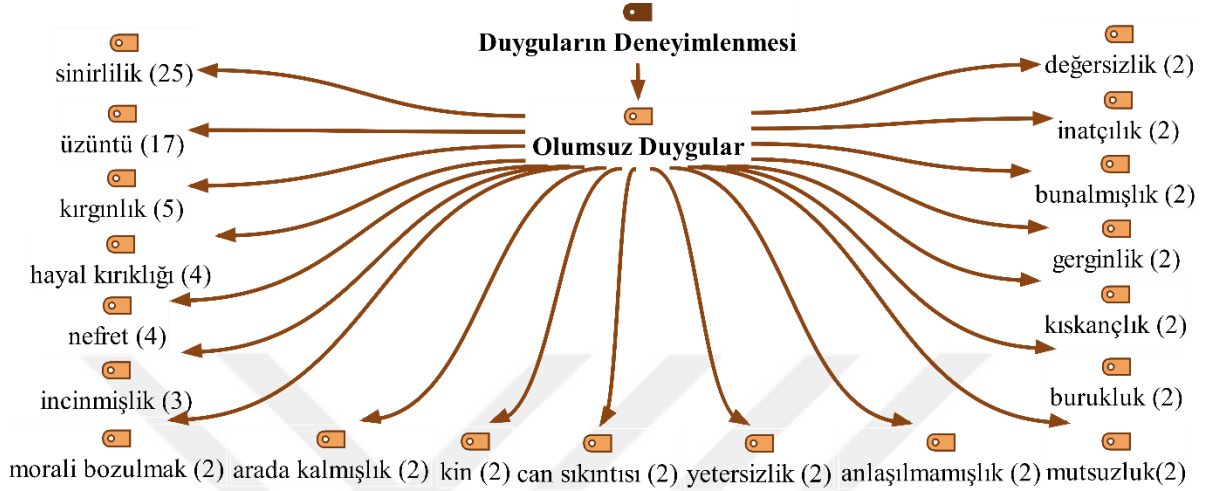 Duyguların Deneyimlenmesi
Olumsuz Duygular
sinirlilik (25)
üzüntü (17)
kırgınlık (5)
hayal kırıklığı (4)
nefret (4)
incinmişlik (3)
morali bozulmak (2)
arada kalmışlık (2)
kin (2)
can sıkıntısı (2)
yetersizlik (2)
anlaşılmamışlık (2)
mutsuzluk(2)
değersizlik (2)
inatçılık (2)
bunalmışlık (2)
gerginlik (2)
kıskançlık (2)
burukluk (2)